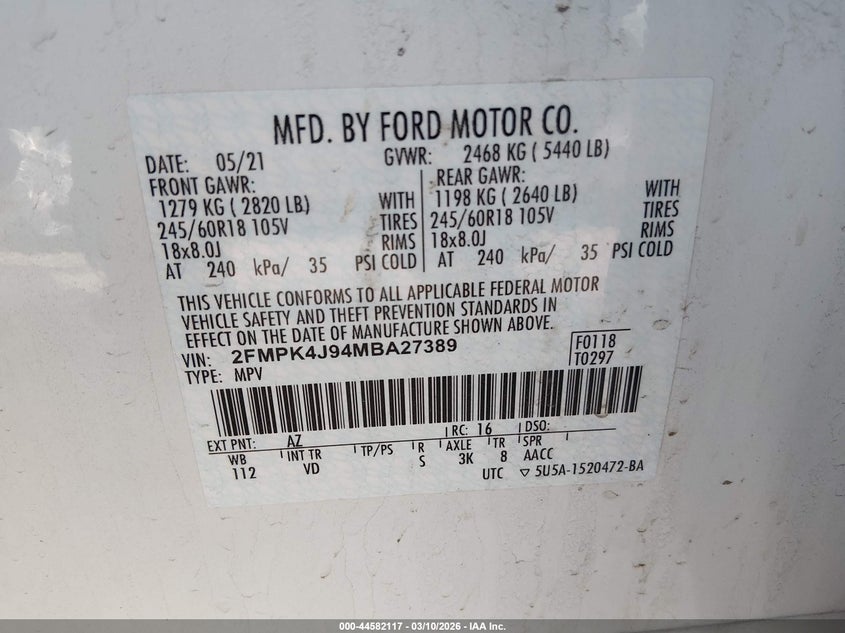 MFD. BY FORD MOTOR CO.
DATE: 05/21 GVWR: 2468 KG ( 5440 LB)
FRONT GAWR: REAR GAWR:
1279 KG ( 2820 LB) WITH 1198 KG ( 2640 LB) WITH
245/60R18 105V TIRES 245/60R18 105V TIRES
18x8.0J RIMS 18x8.0J RIMS
AT 240 kPa/ 35 PSI COLD AT 240 kPa/ 35 PSI COLD
THIS VEHICLE CONFORMS TO ALL APPLICABLE FEDERAL MOTOR
VEHICLE SAFETY AND THEFT PREVENTION STANDARDS IN
EFFECT ON THE DATE OF MANUFACTURE SHOWN ABOVE.
VIN: 2FMPK4J94MBA27389 F0118
TYPE: MPV T0297
EXT PNT: AZ RC: 16 DSO:
WB INT TR TP/PS R AXLE TR SPR
112 VD S 3K 8 AACC
UTC ▽ 5U5A-1520472-BA
000-44582117 - 03/10/2026 - IAA Inc.